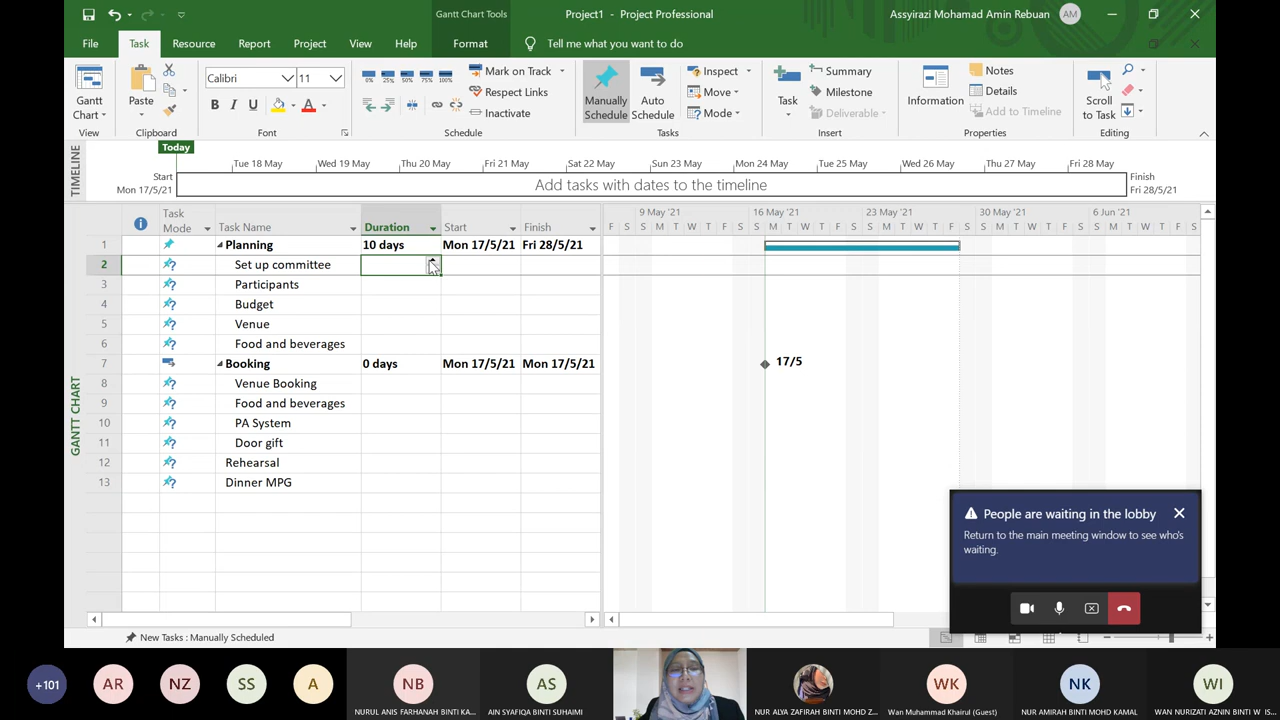 Gantt Chart Tools
Project1 - Project Professional
Assyirazi Mohamad Amin Rebuan
AM
File
Task
Resource
Report
Project
View
Help
Format
Tell me what you want to do
Gantt Chart
Paste
Calibri
11
B I U
A
0% 25% 50% 75% 100%
Mark on Track
Respect Links
Inactivate
Manually Schedule
Auto Schedule
Inspect
Move
Mode
Task
Summary
Milestone
Deliverable
Information
Notes
Details
Add to Timeline
Scroll to Task
View
Clipboard
Font
Schedule
Tasks
Insert
Properties
Editing
TIMELINE
Today
Start
Mon 17/5/21
Tue 18 May
Wed 19 May
Thu 20 May
Fri 21 May
Sat 22 May
Sun 23 May
Mon 24 May
Tue 25 May
Wed 26 May
Thu 27 May
Fri 28 May
Add tasks with dates to the timeline
Finish
Fri 28/5/21
GANTT CHART
Task Mode
Task Name
Duration
Start
Finish
9 May '21
16 May '21
23 May '21
30 May '21
6 Jun '21
F S S M T W T F S S M T W T F S S M T W T F S S M T W T F S S M T W T F S
1 Planning 10 days Mon 17/5/21 Fri 28/5/21
2 Set up committee
3 Participants
4 Budget
5 Venue
6 Food and beverages
7 Booking 0 days Mon 17/5/21 Mon 17/5/21
17/5
8 Venue Booking
9 Food and beverages
10 PA System
11 Door gift
12 Rehearsal
13 Dinner MPG
People are waiting in the lobby
Return to the main meeting window to see who's
waiting.
New Tasks : Manually Scheduled
+101
AR
NZ
SS
A
NB
NURUL ANIS FARHANAH BINTI KA...
AS
AIN SYAFIQA BINTI SUHAIMI
NUR ALYA ZAFIRAH BINTI MOHD Z...
WK
Wan Muhammad Khairul (Guest)
NK
NUR AMIRAH BINTI MOHD KAMAL
WI
WAN NURIZATI AZNIN BINTI W IS...